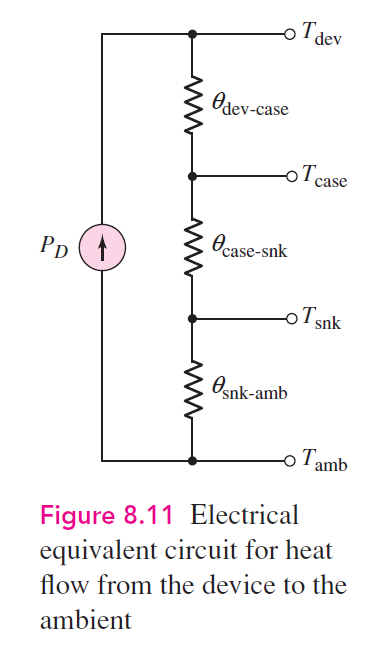 T_dev
θ_dev-case
T_case
P_D
θ_case-snk
T_snk
θ_snk-amb
T_amb
Figure 8.11 Electrical
equivalent circuit for heat
flow from the device to the
ambient